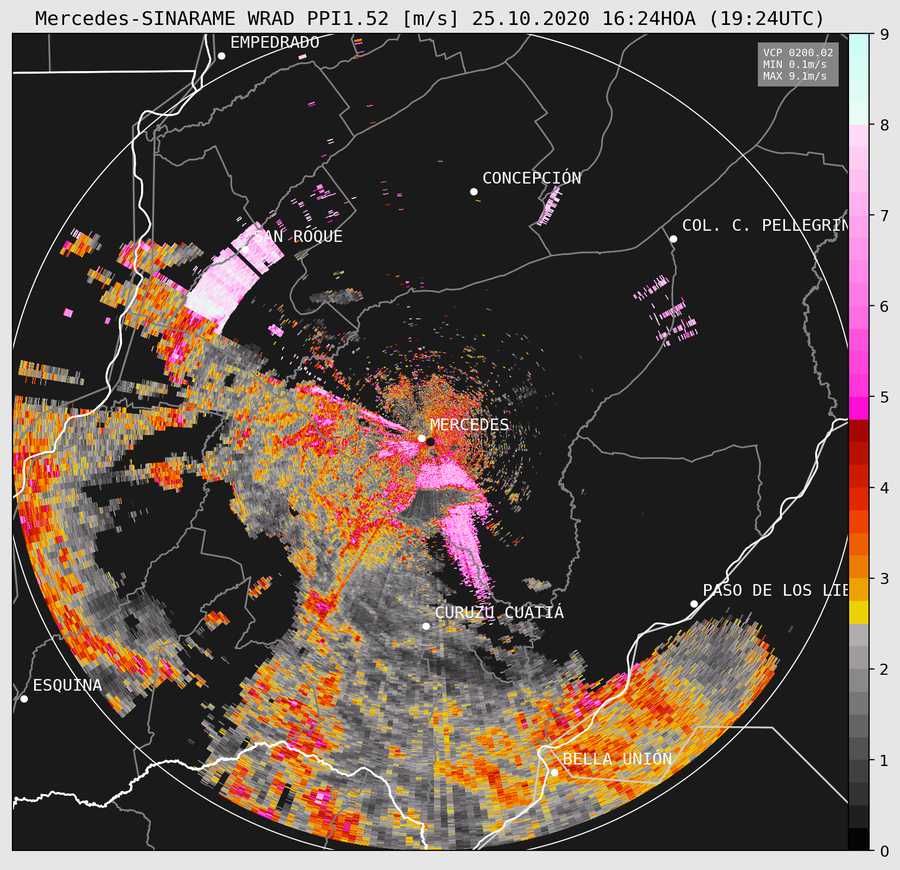 Mercedes-SINARAME WRAD PPI1.52 [m/s] 25.10.2020 16:24HOA (19:24UTC)
EMPEDRADO
VCP 0200.02
MIN 0.1m/s
MAX 9.1m/s
CONCEPCIÓN
COL. C. PELLEGRIN
SAN ROQUE
MERCEDES
PASO DE LOS LIE
CURUZÚ CUATIÁ
ESQUINA
BELLA UNIÓN
9
8
7
6
5
4
3
2
1
0